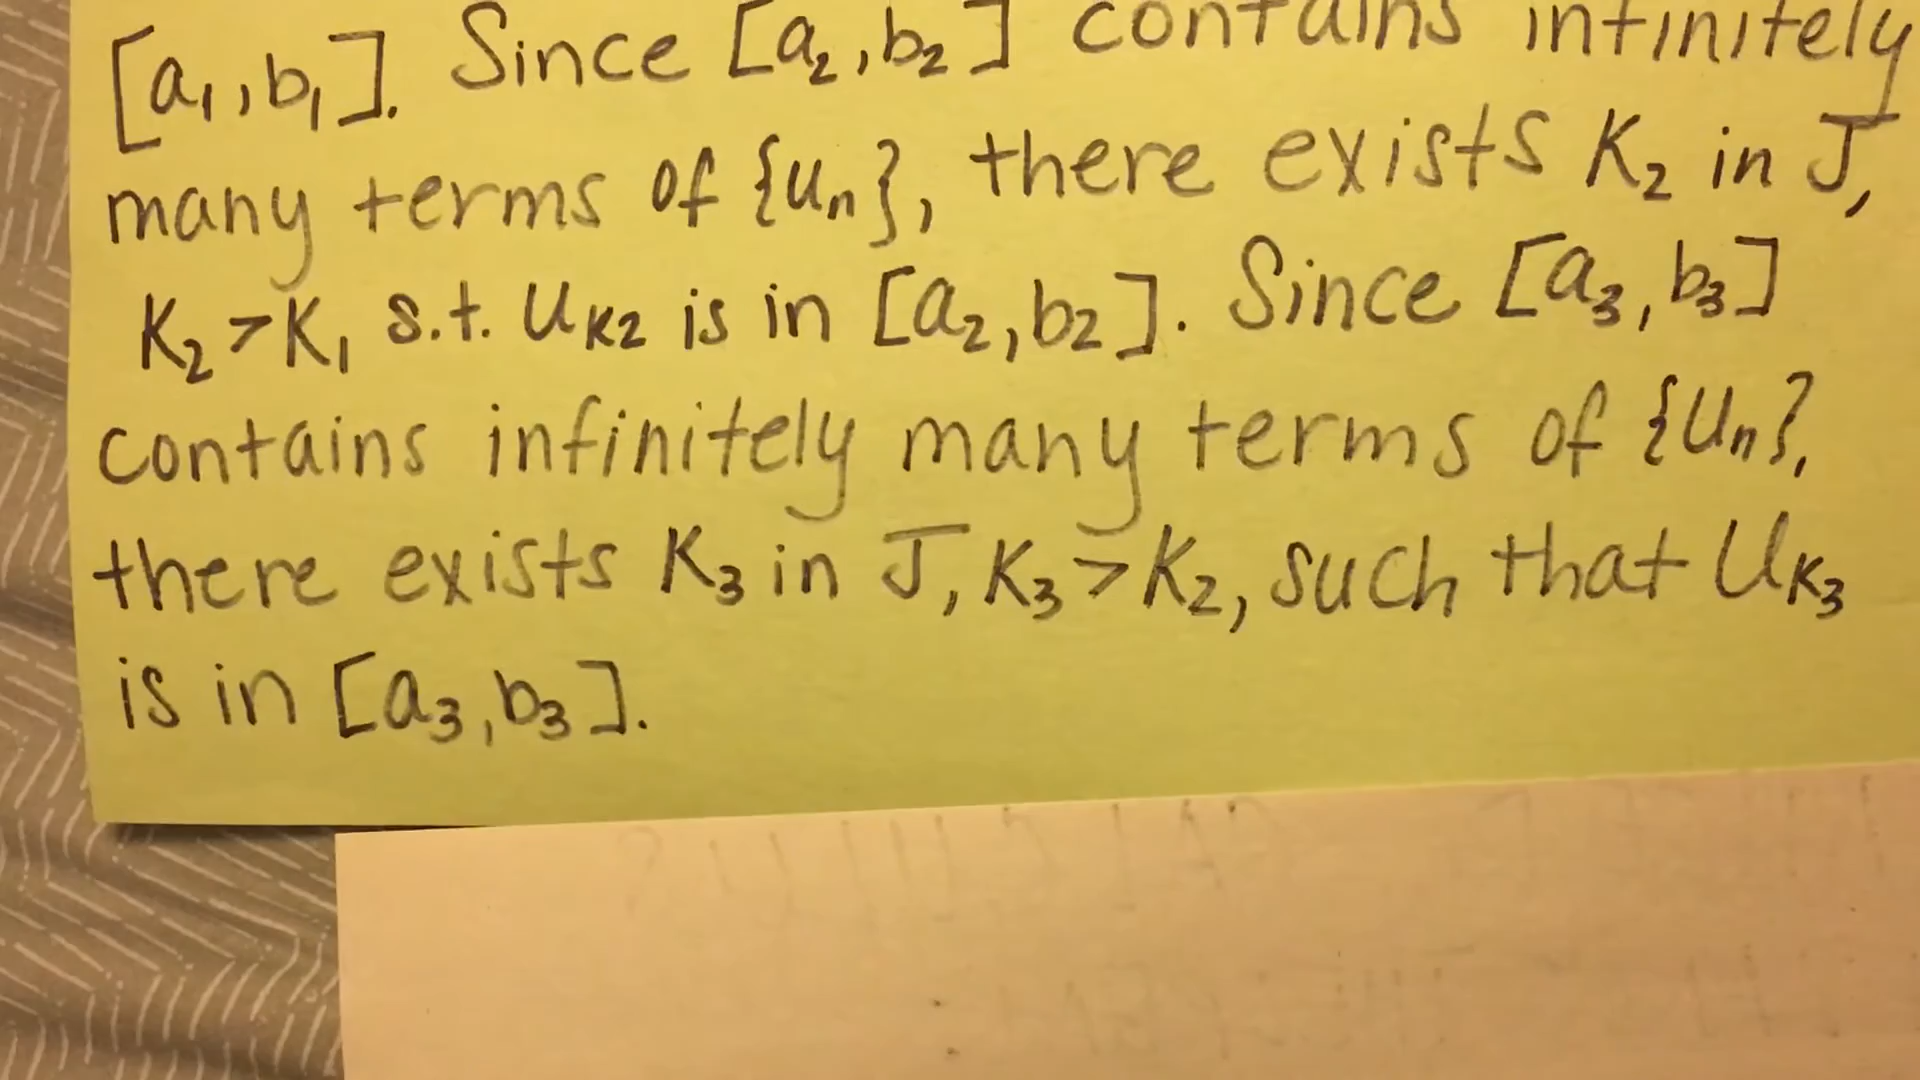 [a₁,b₁]. Since [a₂,b₂] contains infinitely
many terms of {uₙ}, there exists K₂ in J,
K₂>K₁ s.t. U_K2 is in [a₂,b₂]. Since [a₃,b₃]
contains infinitely many terms of {Uₙ},
there exists K₃ in J, K₃>K₂, such that U_K₃
is in [a₃,b₃].